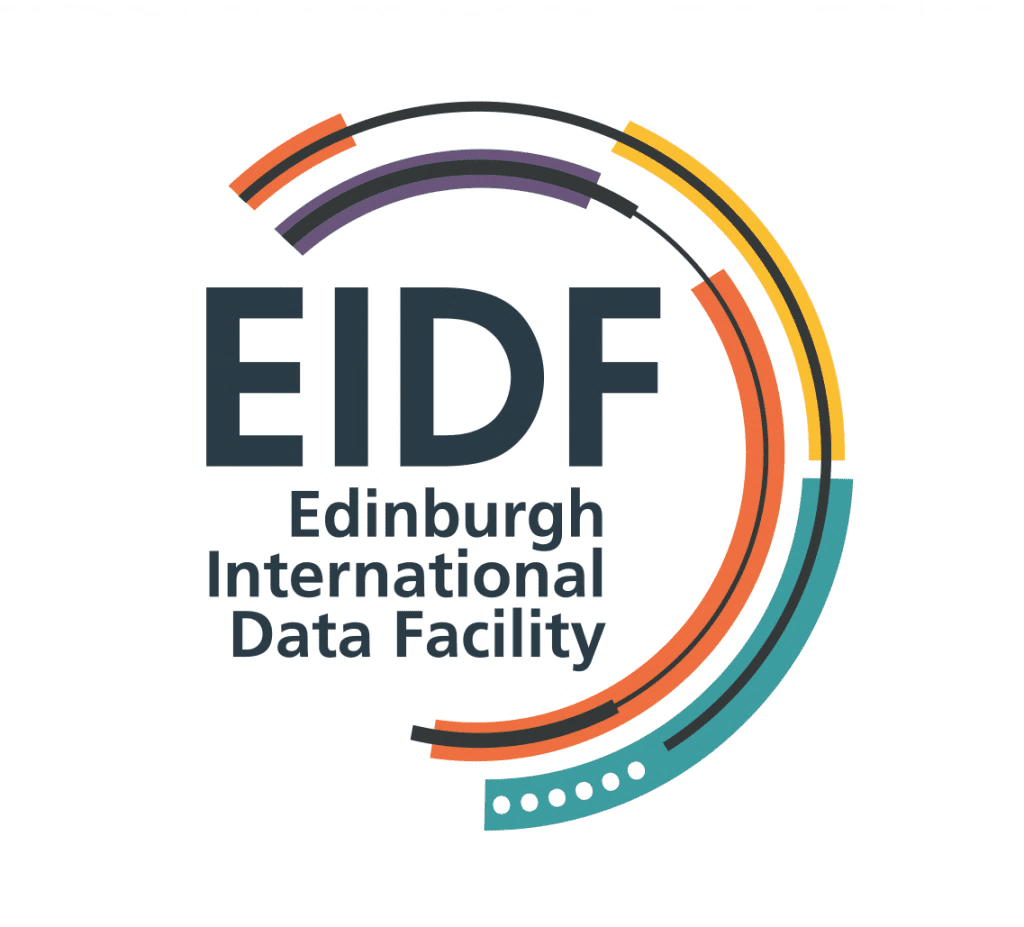 EIDF
Edinburgh
International
Data Facility